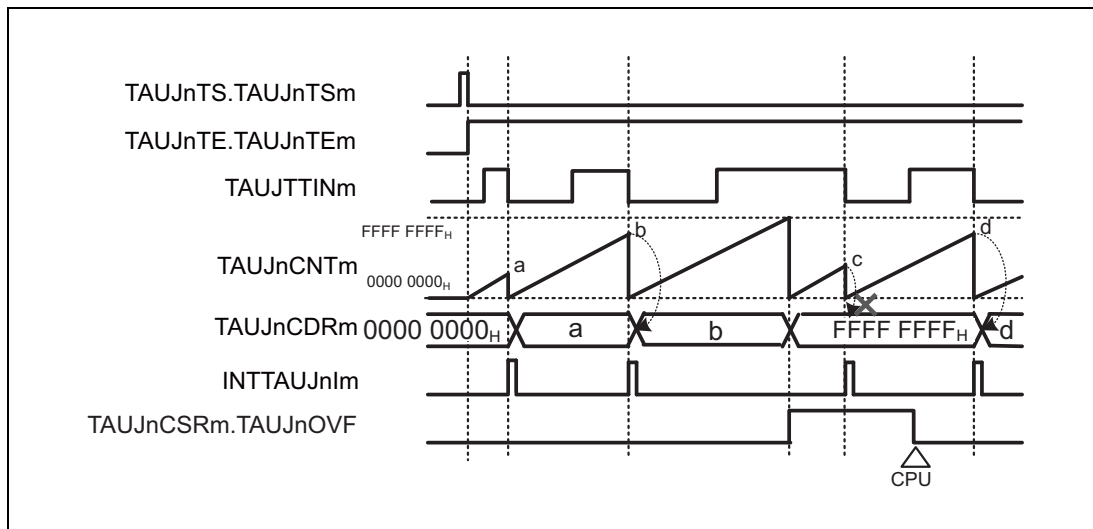 TAUJnTS.TAUJnTSm
TAUJnTE.TAUJnTEm
TAUJTTINm
FFFF FFFFH
b
d
TAUJnCNTm
a
c
0000 0000H
TAUJnCDRm 0000 0000H a b FFFF FFFFH d
INTTAUJnIm
TAUJnCSRm.TAUJnOVF
CPU